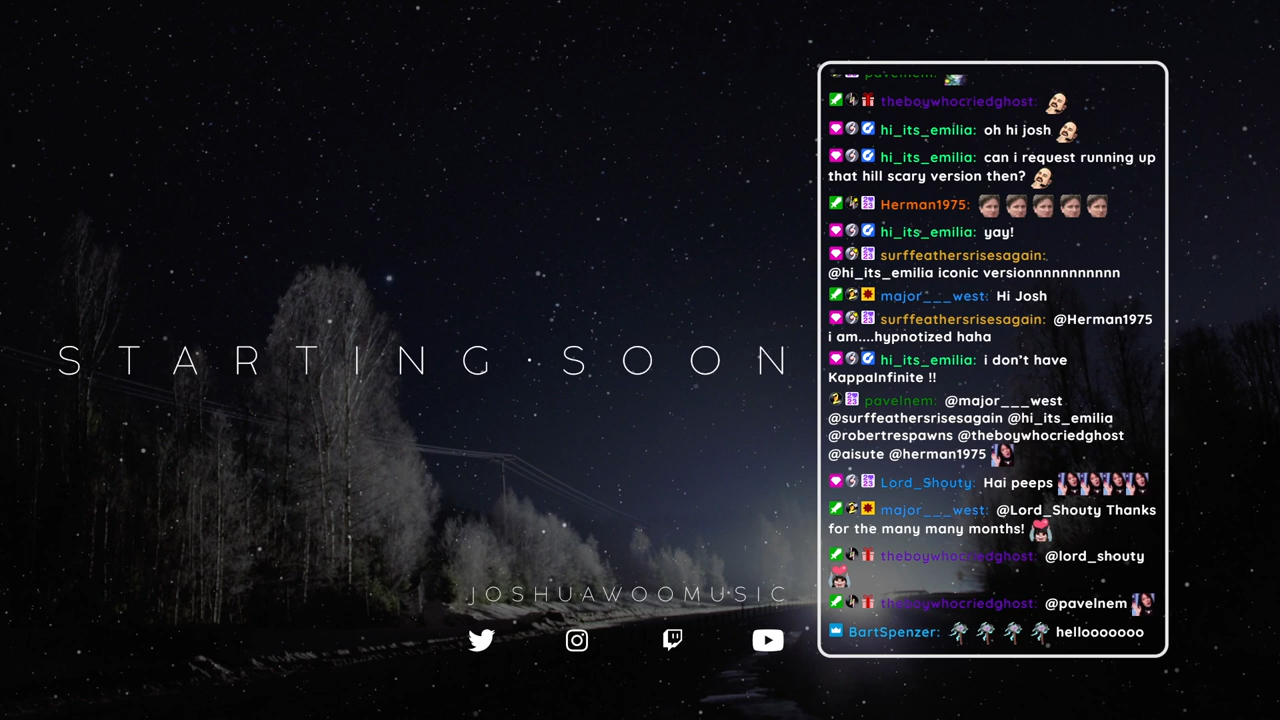 pavelnem:
theboywhocriedghost:
hi_its_emilia: oh hi josh
hi_its_emilia: can i request running up
that hill scary version then?
Herman1975:
hi_its_emilia: yay!
surffeathersrisesagain:
@hi_its_emilia iconic versionnnnnnnnnnn
major___west: Hi Josh
surffeathersrisesagain: @Herman1975
i am....hypnotized haha
hi_its_emilia: i don't have
KappaInfinite !!
pavelnem: @major___west
@surffeathersrisesagain @hi_its_emilia
@robertrespawns @theboywhocriedghost
@aisute @herman1975
Lord_Shouty: Hai peeps
major___west: @Lord_Shouty Thanks
for the many many months!
theboywhocriedghost: @lord_shouty
theboywhocriedghost: @pavelnem
BartSpenzer: hellooooooo
STARTING SOON
JOSHUAWOOMUSIC